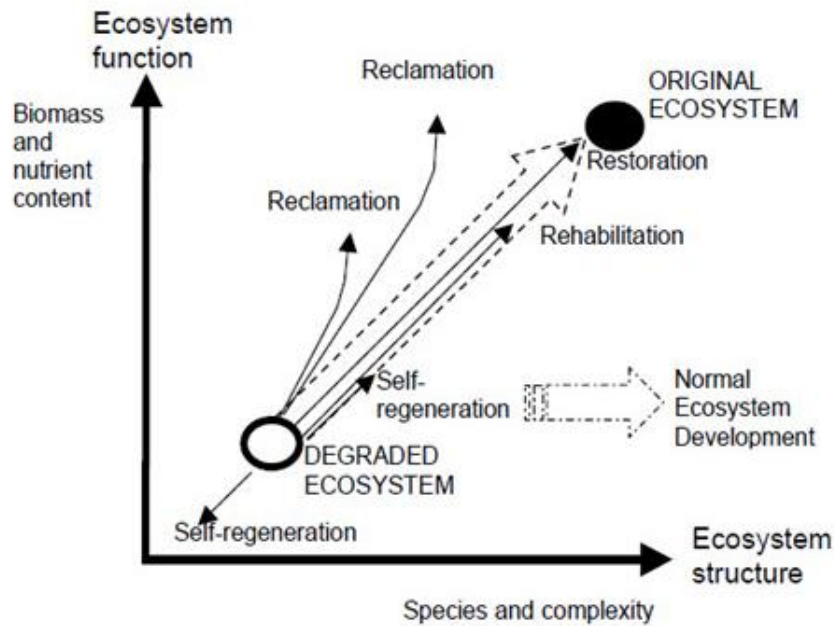 Ecosystem
function
Biomass
and
nutrient
content
Reclamation
Reclamation
ORIGINAL
ECOSYSTEM
Restoration
Rehabilitation
Self-
regeneration
Normal
Ecosystem
Development
DEGRADED
ECOSYSTEM
Self-regeneration
Ecosystem
structure
Species and complexity